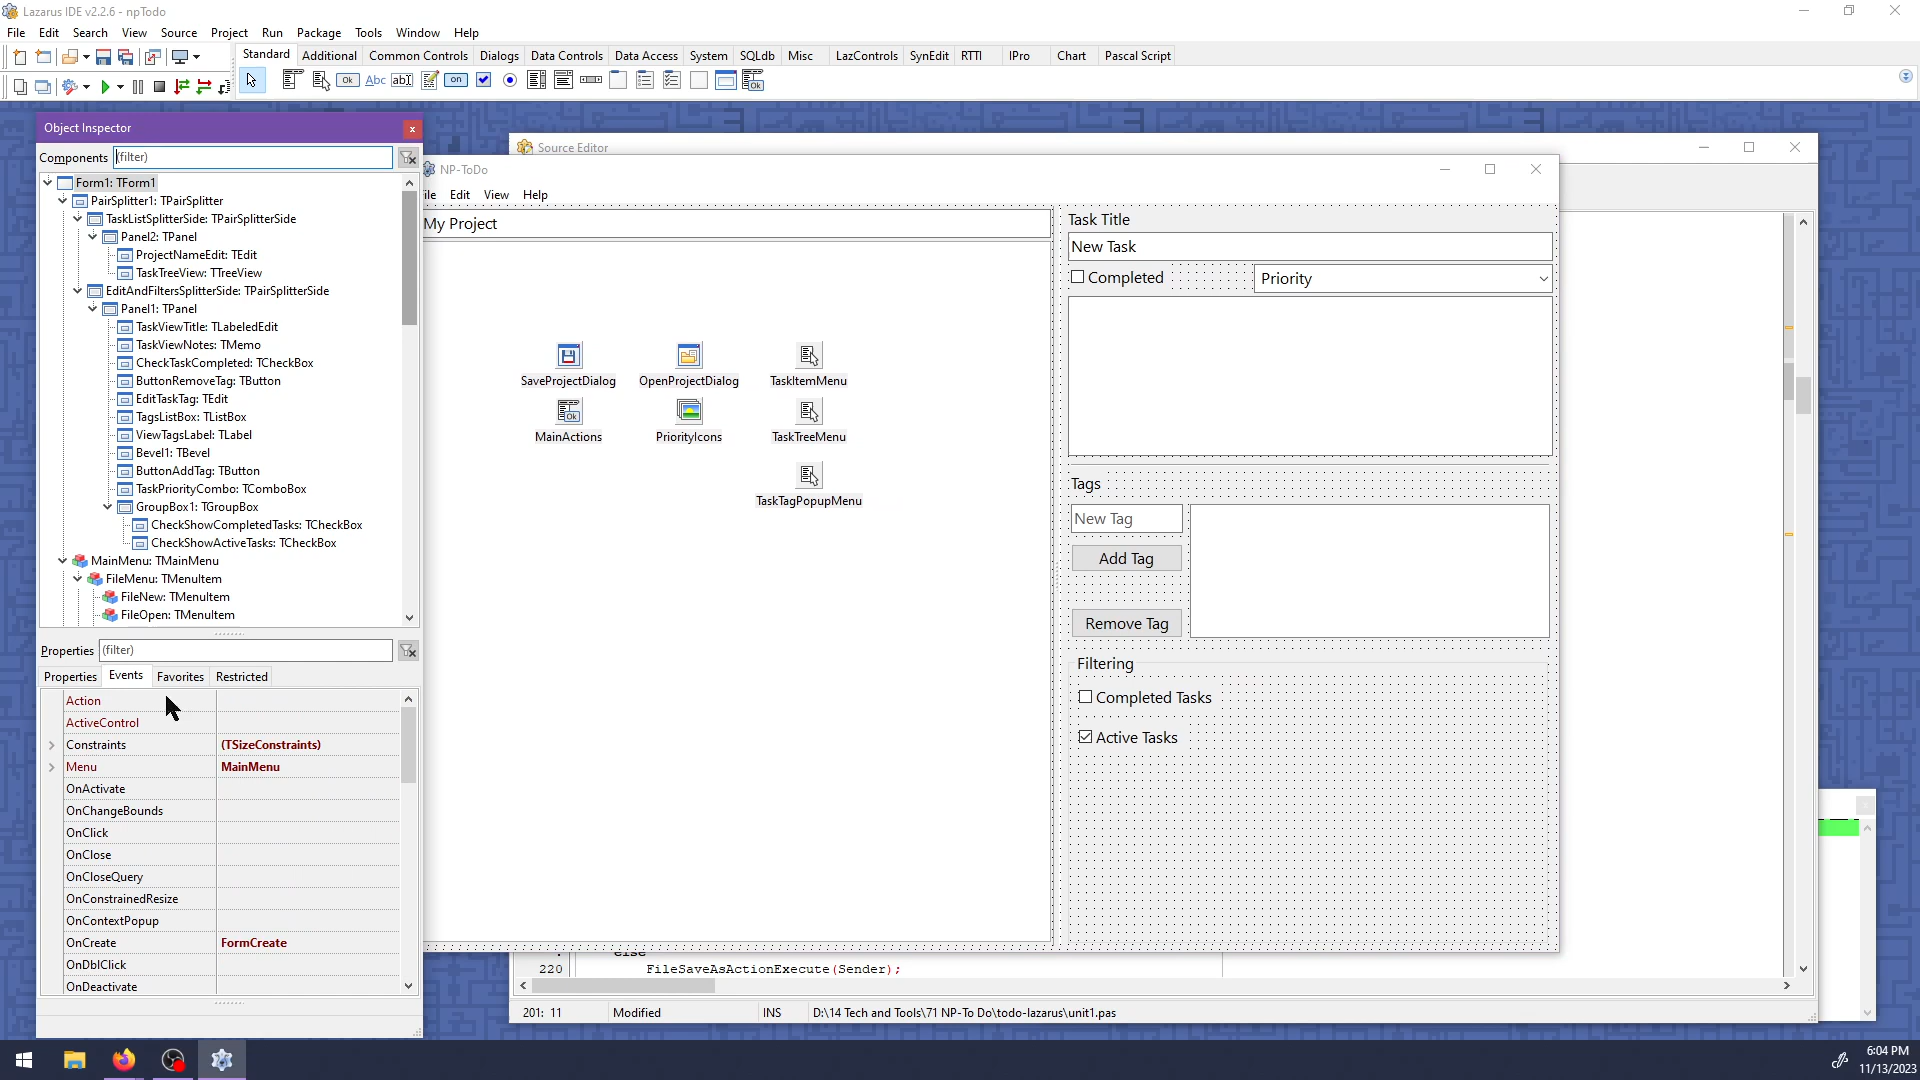 Lazarus IDE v2.2.6 - npTodo
File Edit Search View Source Project Run Package Tools Window Help
Standard Additional Common Controls Dialogs Data Controls Data Access System SQLdb Misc LazControls SynEdit RTTI IPro Chart Pascal Script
Ok Abc ab on Ok
Object Inspector
Components (filter)
Form1: TForm1
PairSplitter1: TPairSplitter
TaskListSplitterSide: TPairSplitterSide
Panel2: TPanel
ProjectNameEdit: TEdit
TaskTreeView: TTreeView
EditAndFiltersSplitterSide: TPairSplitterSide
Panel1: TPanel
TaskViewTitle: TLabeledEdit
TaskViewNotes: TMemo
CheckTaskCompleted: TCheckBox
ButtonRemoveTag: TButton
EditTaskTag: TEdit
TagsListBox: TListBox
ViewTagsLabel: TLabel
Bevel1: TBevel
ButtonAddTag: TButton
TaskPriorityCombo: TComboBox
GroupBox1: TGroupBox
CheckShowCompletedTasks: TCheckBox
CheckShowActiveTasks: TCheckBox
MainMenu: TMainMenu
FileMenu: TMenuItem
FileNew: TMenuItem
FileOpen: TMenuItem
Properties (filter)
Properties Events Favorites Restricted
Action
ActiveControl
Constraints (TSizeConstraints)
Menu MainMenu
OnActivate
OnChangeBounds
OnClick
OnClose
OnCloseQuery
OnConstrainedResize
OnContextPopup
OnCreate FormCreate
OnDblClick
OnDeactivate
Source Editor
NP-ToDo
ile Edit View Help
My Project
SaveProjectDialog OpenProjectDialog TaskItemMenu
Ok
MainActions PriorityIcons TaskTreeMenu
TaskTagPopupMenu
Task Title
New Task
Completed Priority
Tags
New Tag
Add Tag
Remove Tag
Filtering
Completed Tasks
Active Tasks
else
220 FileSaveAsActionExecute(Sender);
201: 11 Modified INS D:\14 Tech and Tools\71 NP-To Do\todo-lazarus\unit1.pas
6:04 PM
11/13/2023